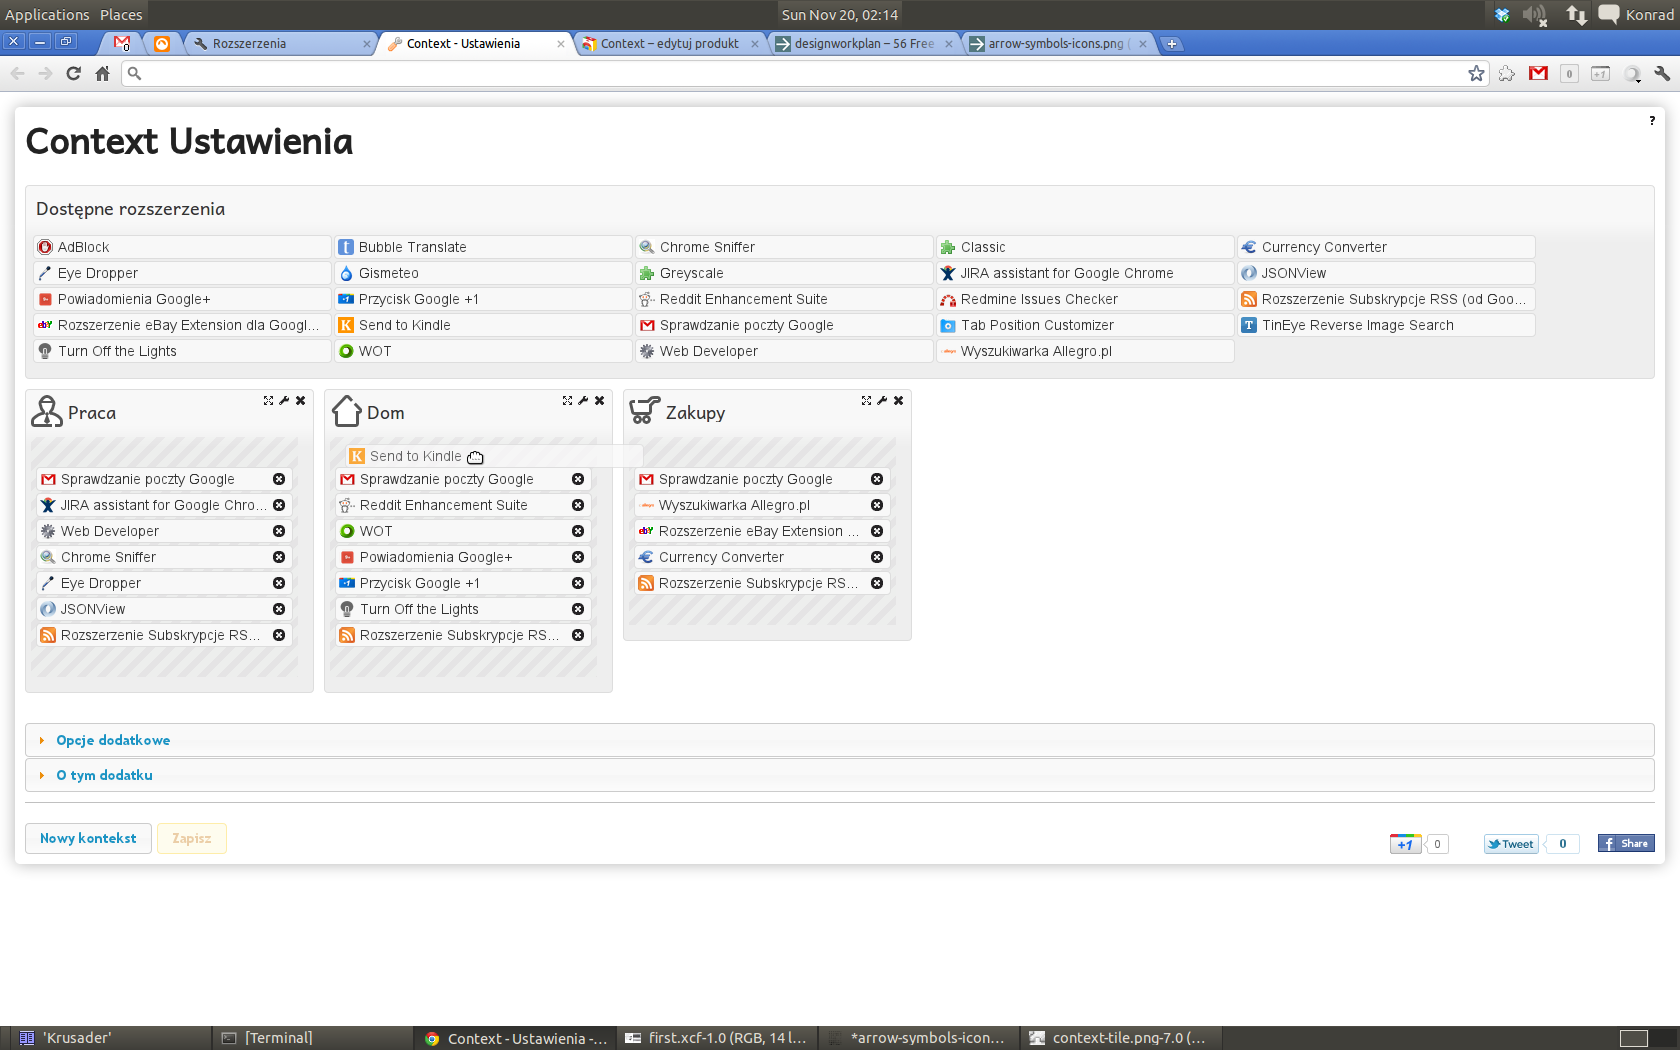 Applications Places
Sun Nov 20, 02:14
Konrad
0
Rozszerzenia
Context - Ustawienia
Context – edytuj produkt
designworkplan – 56 Free
arrow-symbols-icons.png (
0
+1
?
Context Ustawienia
Dostępne rozszerzenia
AdBlock
Bubble Translate
Chrome Sniffer
Classic
Currency Converter
Eye Dropper
Gismeteo
Greyscale
JIRA assistant for Google Chrome
JSONView
Powiadomienia Google+
Przycisk Google +1
Reddit Enhancement Suite
Redmine Issues Checker
Rozszerzenie Subskrypcje RSS (od Goo...
Rozszerzenie eBay Extension dla Googl...
Send to Kindle
Sprawdzanie poczty Google
Tab Position Customizer
TinEye Reverse Image Search
Turn Off the Lights
WOT
Web Developer
Wyszukiwarka Allegro.pl
Praca
Sprawdzanie poczty Google
JIRA assistant for Google Chro...
Web Developer
Chrome Sniffer
Eye Dropper
JSONView
Rozszerzenie Subskrypcje RS...
Dom
Send to Kindle
Sprawdzanie poczty Google
Reddit Enhancement Suite
WOT
Powiadomienia Google+
Przycisk Google +1
Turn Off the Lights
Rozszerzenie Subskrypcje RS...
Zakupy
Sprawdzanie poczty Google
Wyszukiwarka Allegro.pl
Rozszerzenie eBay Extension ...
Currency Converter
Rozszerzenie Subskrypcje RS...
Opcje dodatkowe
O tym dodatku
Nowy kontekst
Zapisz
+1
0
Tweet
0
Share
'Krusader'
[Terminal]
Context - Ustawienia -...
first.xcf-1.0 (RGB, 14 l...
*arrow-symbols-icon...
context-tile.png-7.0 (...